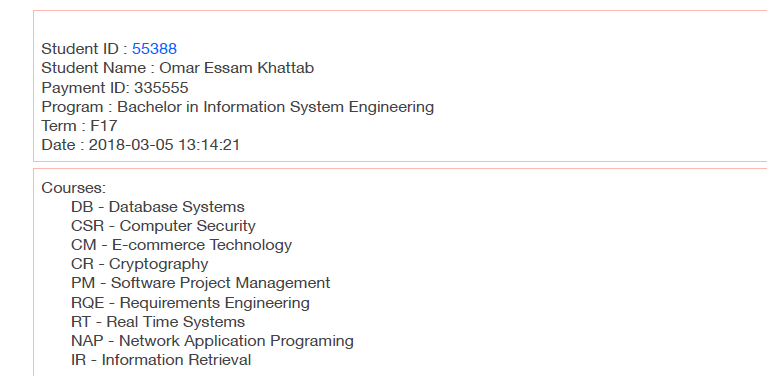 Student ID : 55388
Student Name : Omar Essam Khattab
Payment ID: 335555
Program : Bachelor in Information System Engineering
Term : F17
Date : 2018-03-05 13:14:21
Courses:
DB - Database Systems
CSR - Computer Security
CM - E-commerce Technology
CR - Cryptography
PM - Software Project Management
RQE - Requirements Engineering
RT - Real Time Systems
NAP - Network Application Programing
IR - Information Retrieval